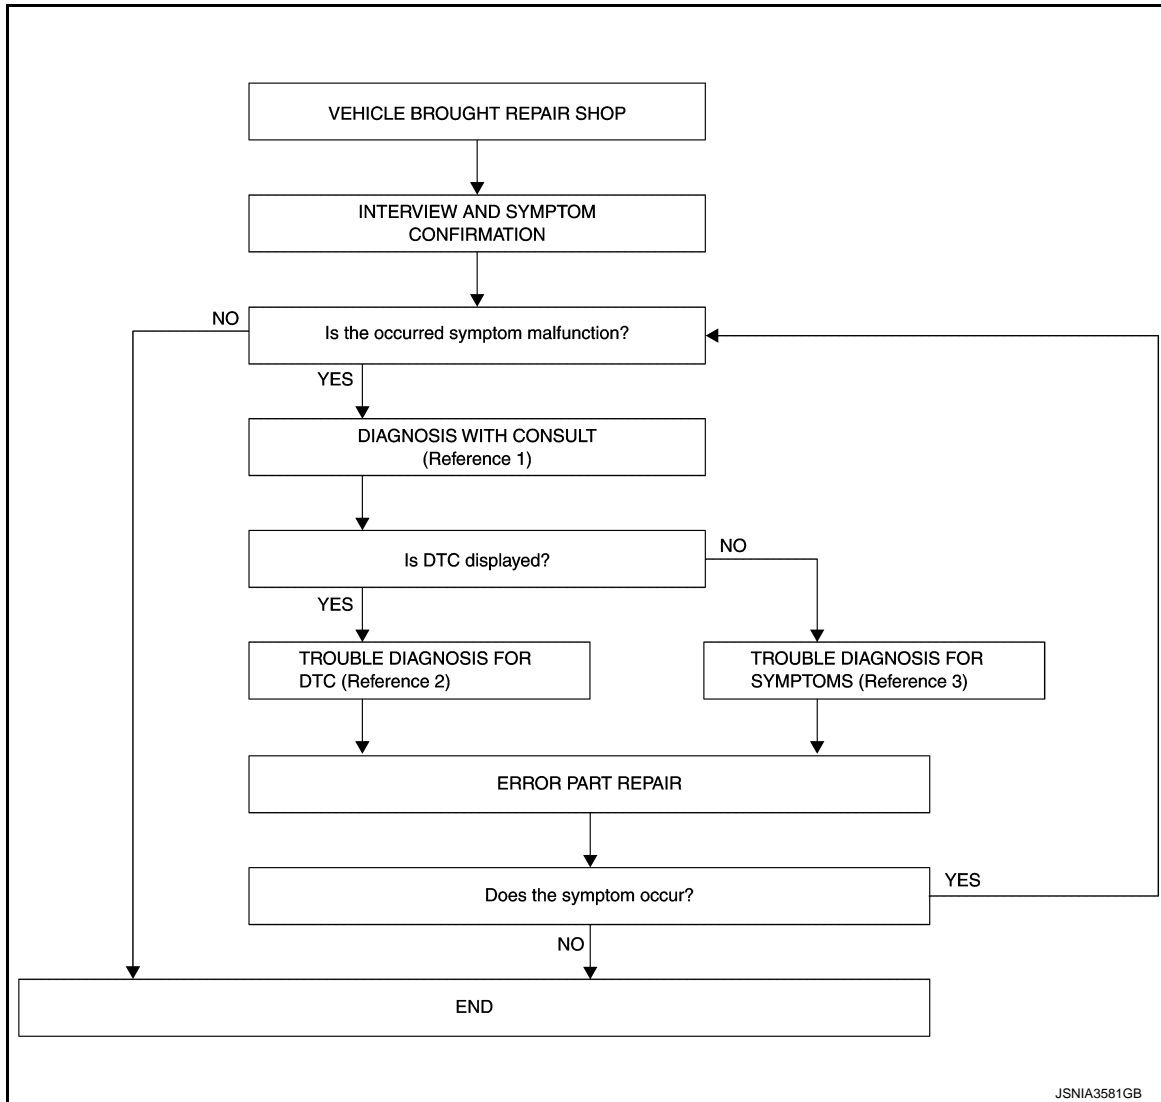 VEHICLE BROUGHT REPAIR SHOP
INTERVIEW AND SYMPTOM
CONFIRMATION
NO
Is the occurred symptom malfunction?
YES
DIAGNOSIS WITH CONSULT
(Reference 1)
Is DTC displayed?
NO
YES
TROUBLE DIAGNOSIS FOR
DTC (Reference 2)
TROUBLE DIAGNOSIS FOR
SYMPTOMS (Reference 3)
ERROR PART REPAIR
Does the symptom occur?
YES
NO
END
JSNIA3581GB